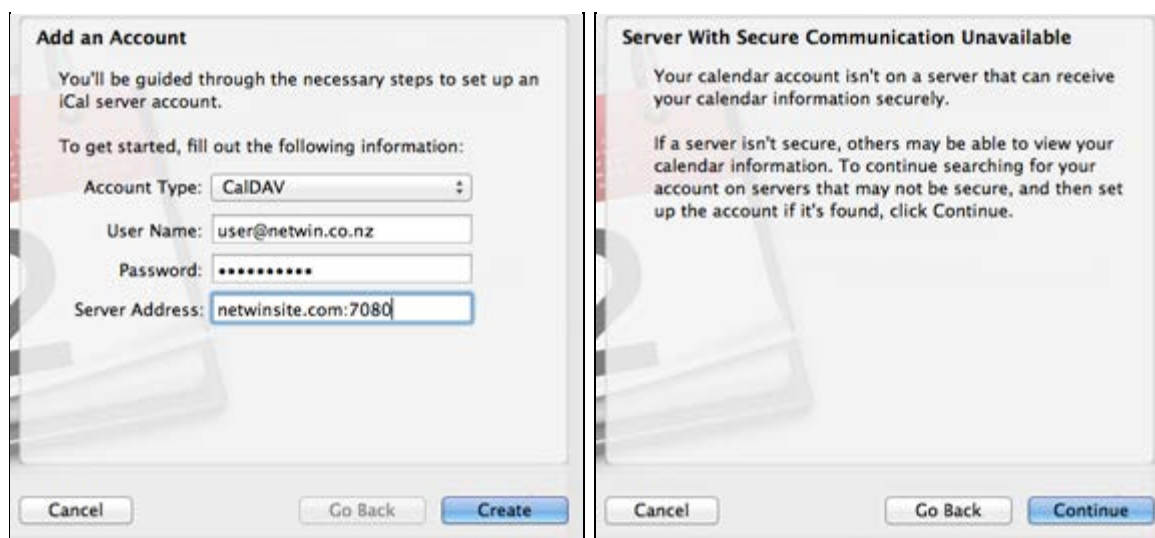 Add an Account
You'll be guided through the necessary steps to set up an
iCal server account.
To get started, fill out the following information:
Account Type: CalDAV
User Name: user@netwin.co.nz
Password: ••••••••••
Server Address: netwinsite.com:7080
Cancel Go Back Create
Server With Secure Communication Unavailable
Your calendar account isn't on a server that can receive
your calendar information securely.
If a server isn't secure, others may be able to view your
calendar information. To continue searching for your
account on servers that may not be secure, and then set
up the account if it's found, click Continue.
Cancel Go Back Continue